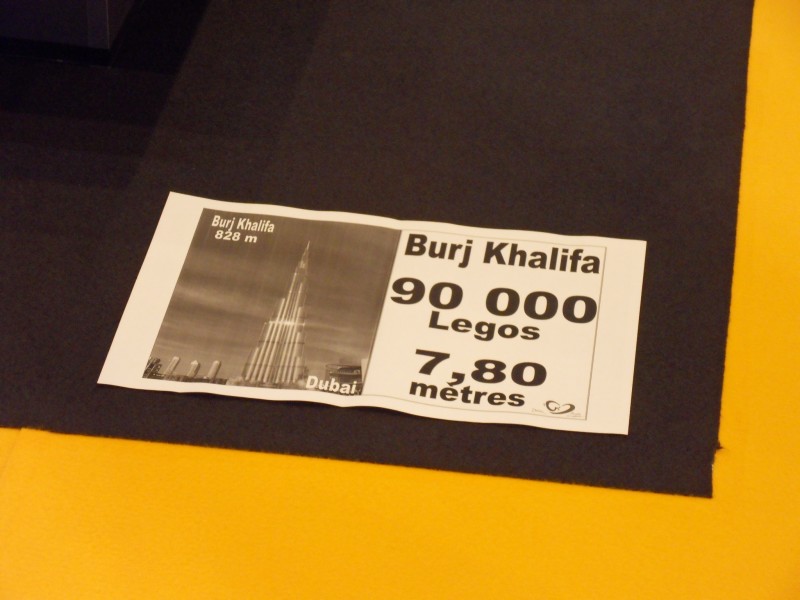 Burj Khalifa
828 m
Dubai
Burj Khalifa
90 000
Legos
7,80
mètres